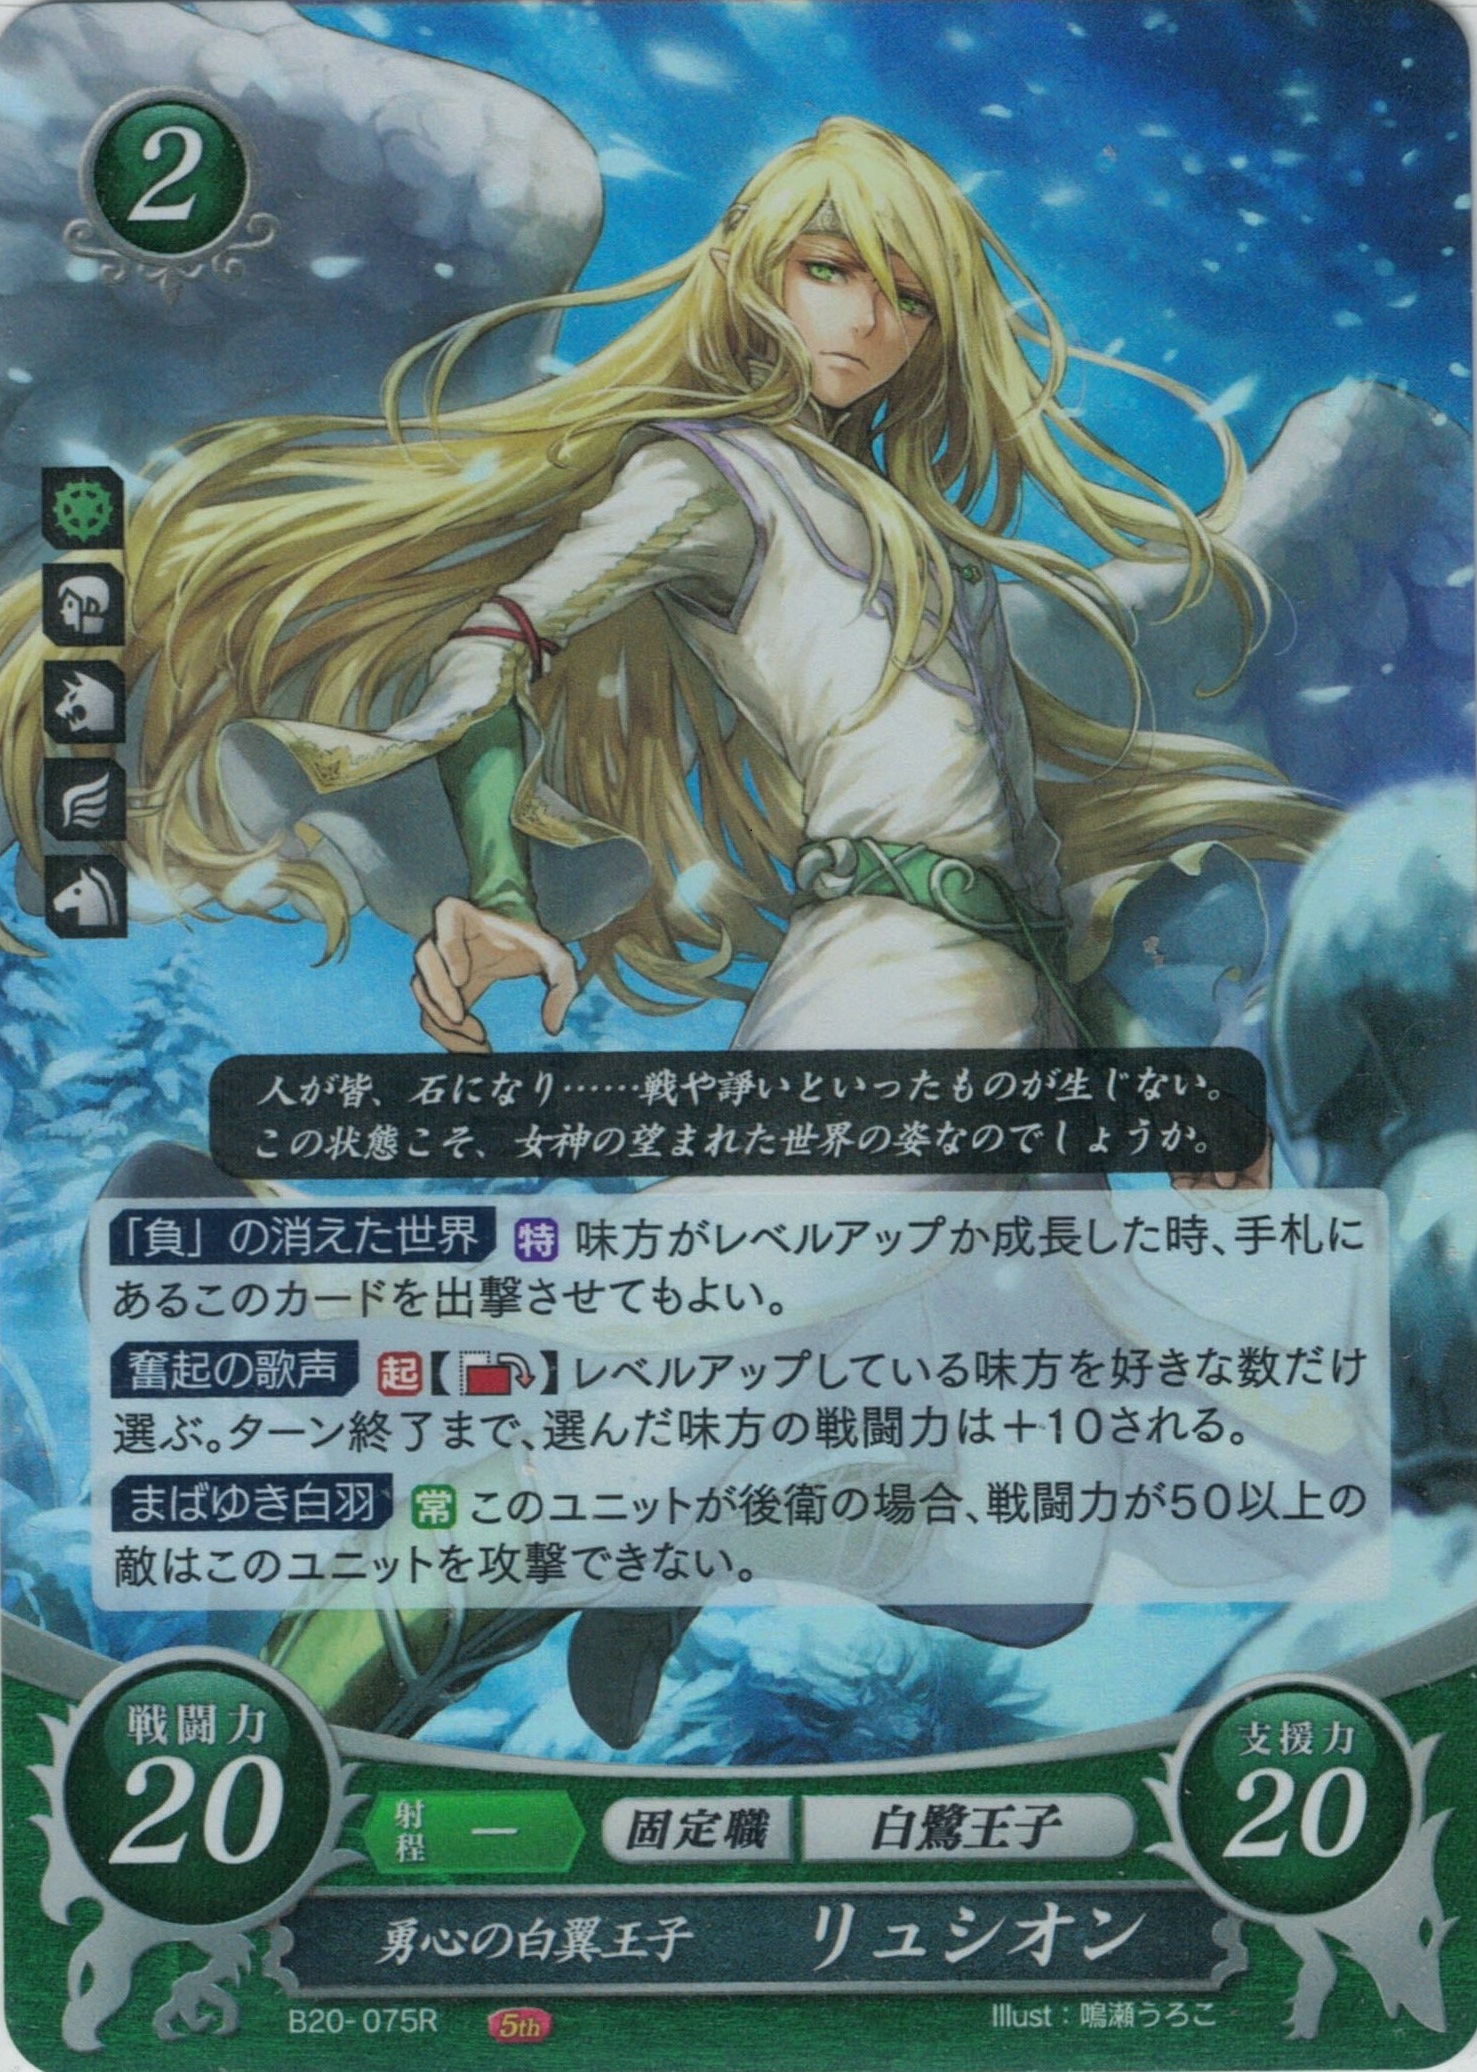 2
人が皆、石になり……戦や諍いといったものが生じない。
この状態こそ、女神の望まれた世界の姿なのでしょうか。
「負」の消えた世界 特 味方がレベルアップか成長した時、手札に
あるこのカードを出撃させてもよい。
奮起の歌声 起【 】レベルアップしている味方を好きな数だけ
選ぶ。ターン終了まで、選んだ味方の戦闘力は＋10される。
まばゆき白羽 常 このユニットが後衛の場合、戦闘力が50以上の
敵はこのユニットを攻撃できない。
戦闘力
20
射程 －
固定職 白鷺王子
支援力
20
勇心の白翼王子 リュシオン
B20-075R 5th Illust：鳴瀬うろこ